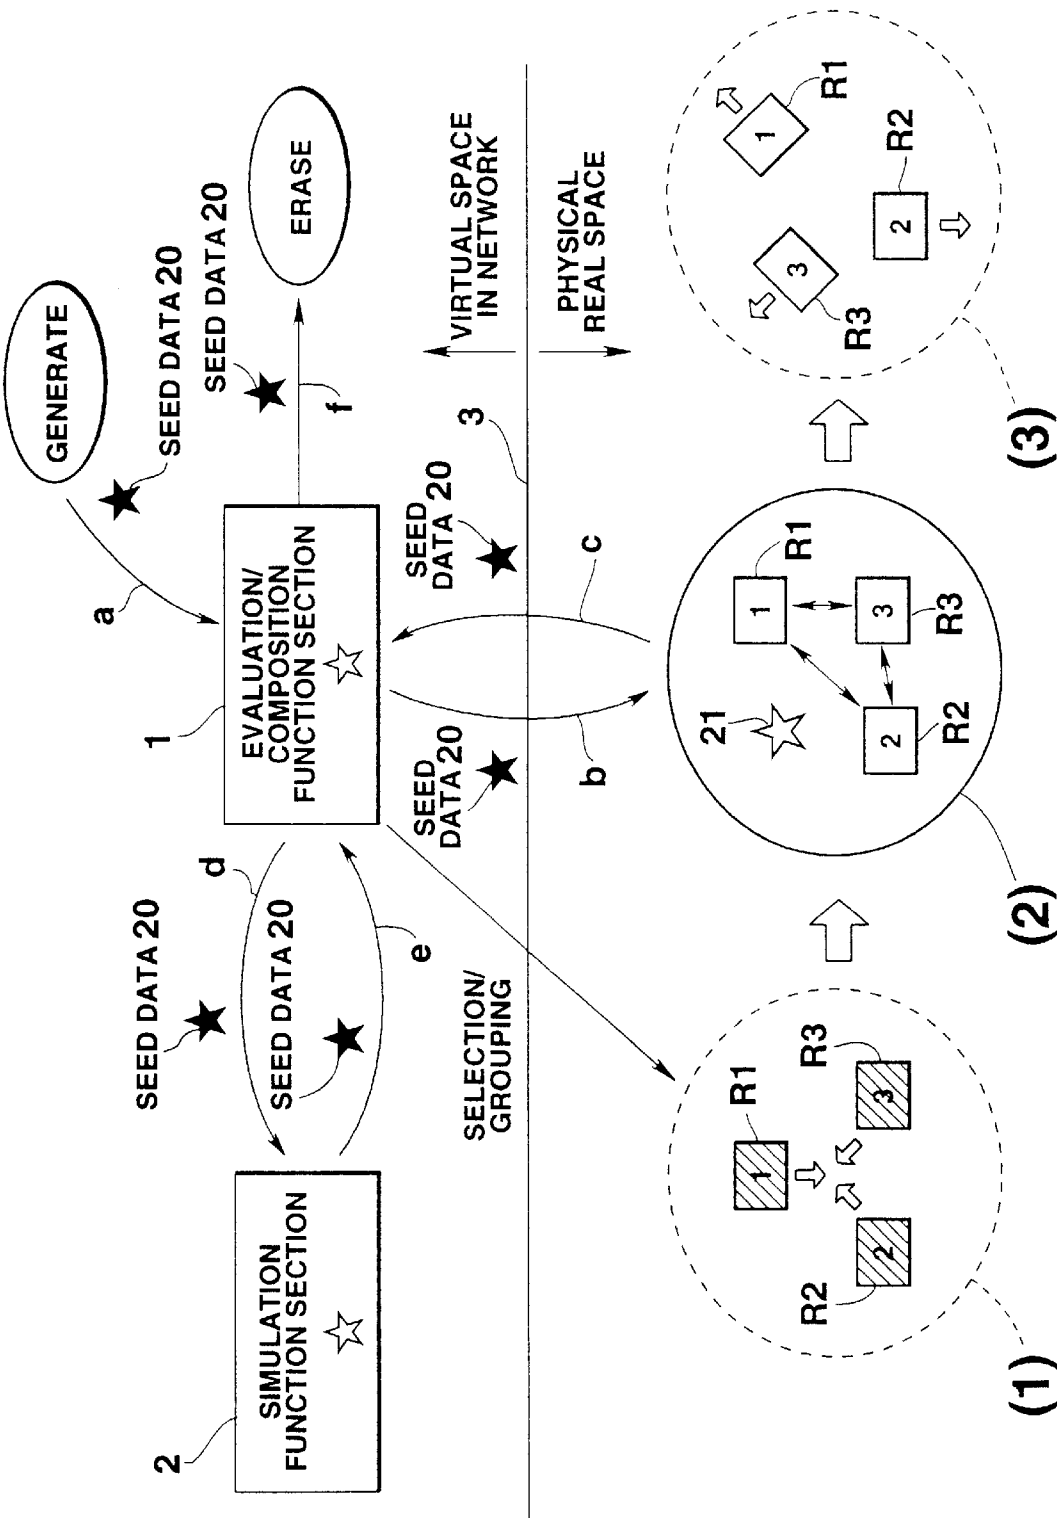 GENERATE
SEED DATA 20
a
SEED DATA 20
f
ERASE
SEED DATA 20
d
SEED DATA 20
e
1
EVALUATION/
COMPOSITION
FUNCTION SECTION
2
SIMULATION
FUNCTION SECTION
SEED
DATA 20
b
SEED
DATA 20
c
3
VIRTUAL SPACE
IN NETWORK
PHYSICAL
REAL SPACE
SELECTION/
GROUPING
R1
1
R2
2
R3
3
(1)
21
R1
1
R2
2
R3
3
(2)
R1
1
R2
2
R3
3
(3)